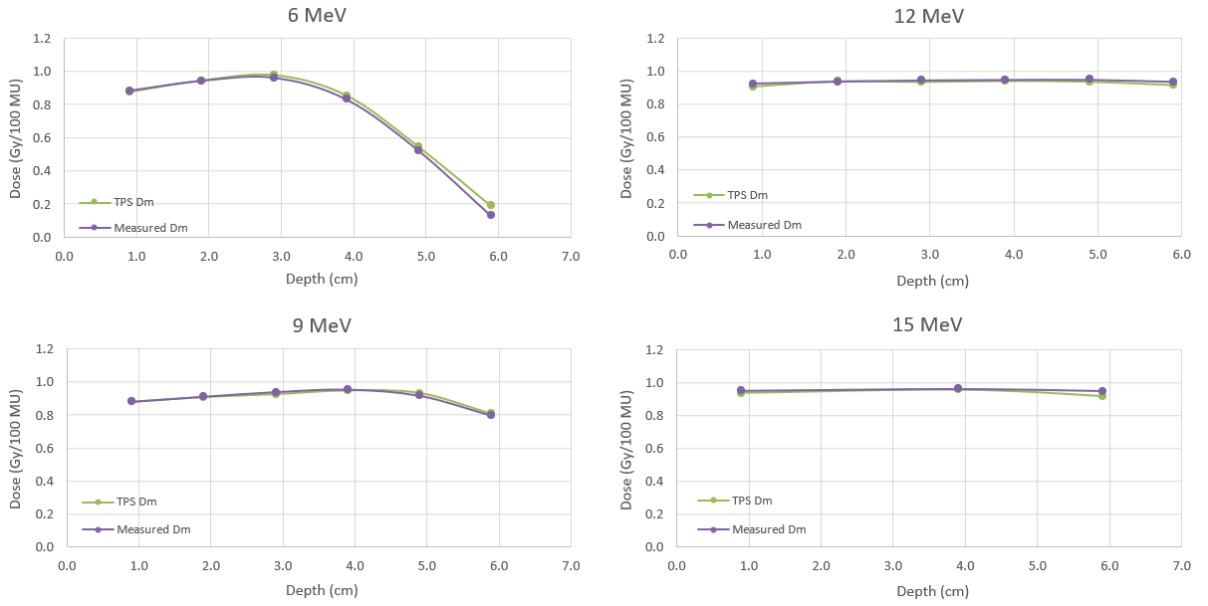 6 MeV
Dose (Gy/100 MU)
1.2
1.0
0.8
0.6
0.4
0.2
0.0
TPS Dm
Measured Dm
0.0 1.0 2.0 3.0 4.0 5.0 6.0 7.0
Depth (cm)
12 MeV
Dose (Gy/100 MU)
1.2
1.0
0.8
0.6
0.4
0.2
0.0
TPS Dm
Measured Dm
0.0 1.0 2.0 3.0 4.0 5.0 6.0
Depth (cm)
9 MeV
Dose (Gy/100 MU)
1.2
1.0
0.8
0.6
0.4
0.2
0.0
TPS Dm
Measured Dm
0.0 1.0 2.0 3.0 4.0 5.0 6.0 7.0
Depth (cm)
15 MeV
Dose (Gy/100 MU)
1.2
1.0
0.8
0.6
0.4
0.2
0.0
TPS Dm
Measured Dm
0.0 1.0 2.0 3.0 4.0 5.0 6.0 7.0
Depth (cm)